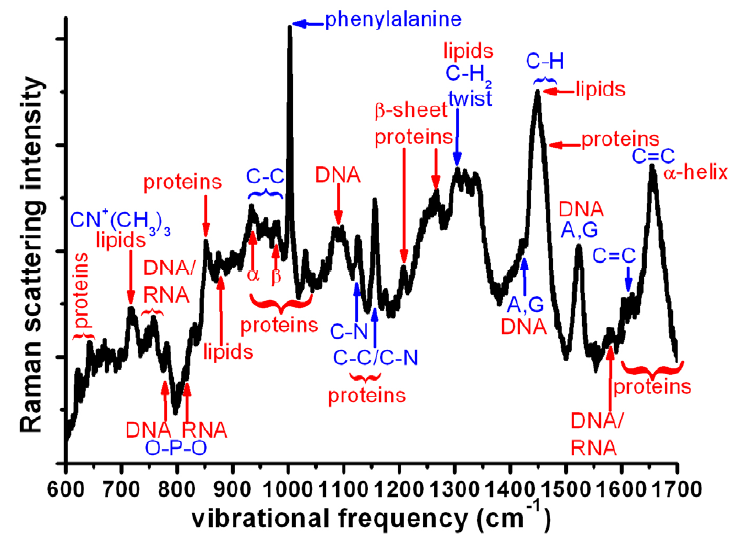 phenylalanine
lipids
C-H
C-H2
twist
lipids
β-sheet
proteins
proteins
C=C
α-helix
proteins
C-C
DNA
CN+(CH3)3
lipids
DNA
A,G
DNA/
RNA
C=C
proteins
α
β
lipids
proteins
A,G
DNA
C-N
C-C/C-N
proteins
proteins
DNA
RNA
O-P-O
DNA/
RNA
Raman scattering intensity
600 700 800 900 1000 1100 1200 1300 1400 1500 1600 1700
vibrational frequency (cm-1)